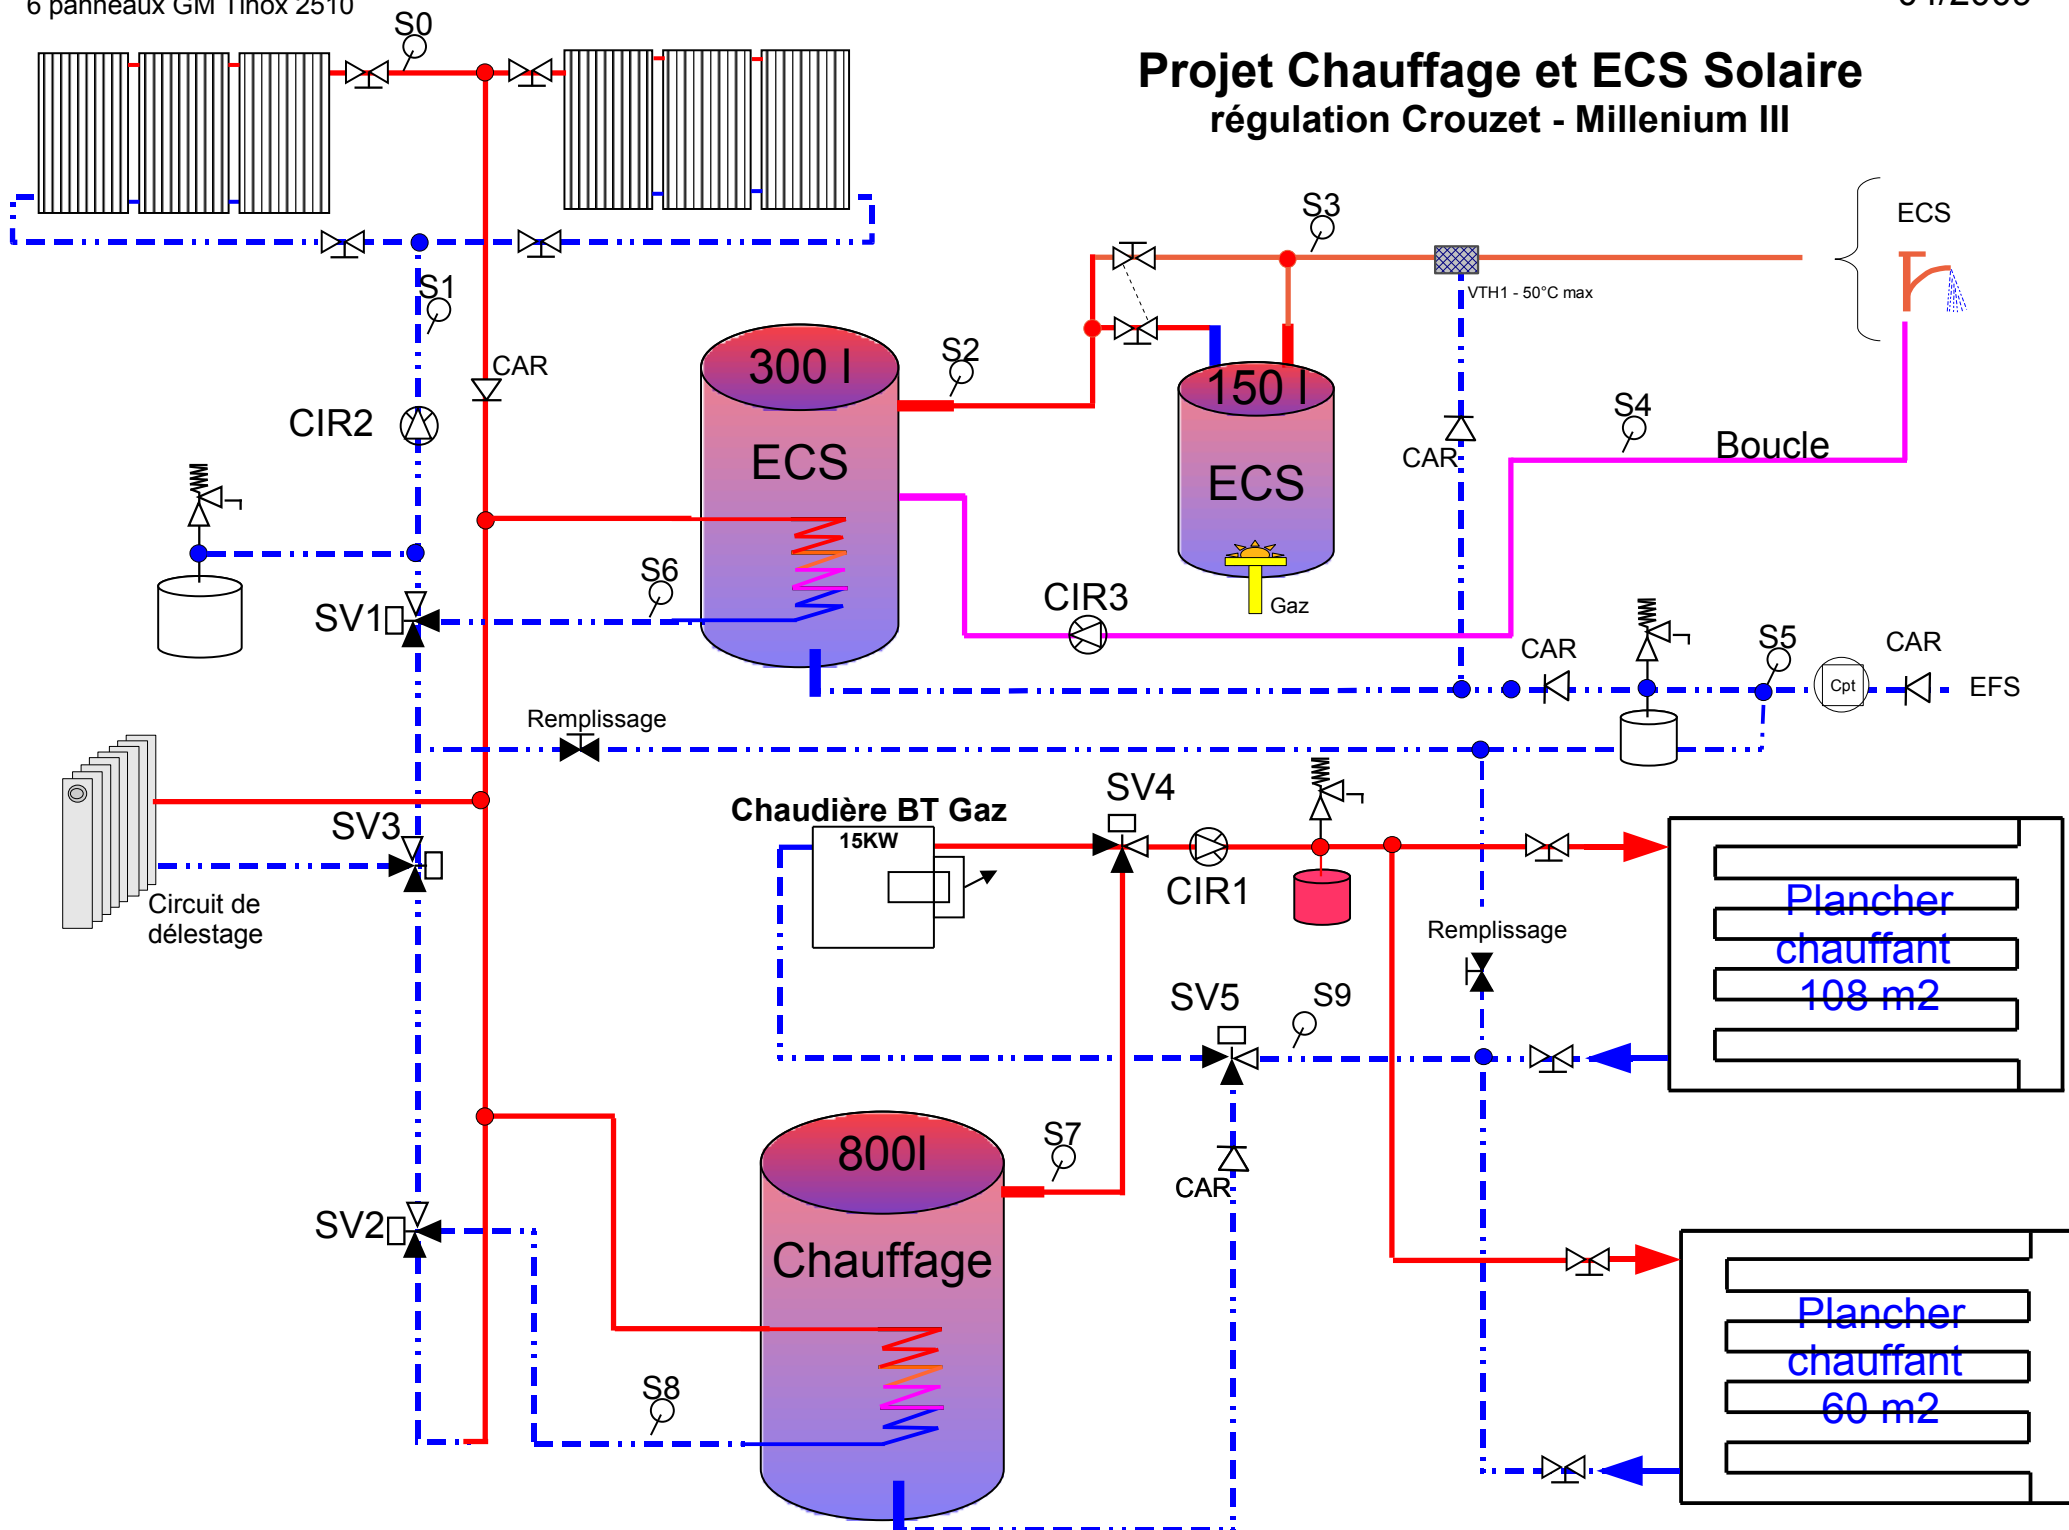 6 panneaux GM Tinox 2510
S0
Projet Chauffage et ECS Solaire
régulation Crouzet - Millenium III
S3
ECS
S1
VTH1 - 50°C max
CAR
300 l
S2
150 l
S4
CIR2
Boucle
CAR
ECS
ECS
S6
CIR3
Gaz
SV1
CAR
S5
CAR
Cpt
EFS
Remplissage
SV4
Chaudière BT Gaz
15KW
SV3
CIR1
Plancher
chauffant
108 m2
Circuit de
délestage
Remplissage
SV5
S9
800l
S7
CAR
SV2
Chauffage
Plancher
chauffant
60 m2
S8